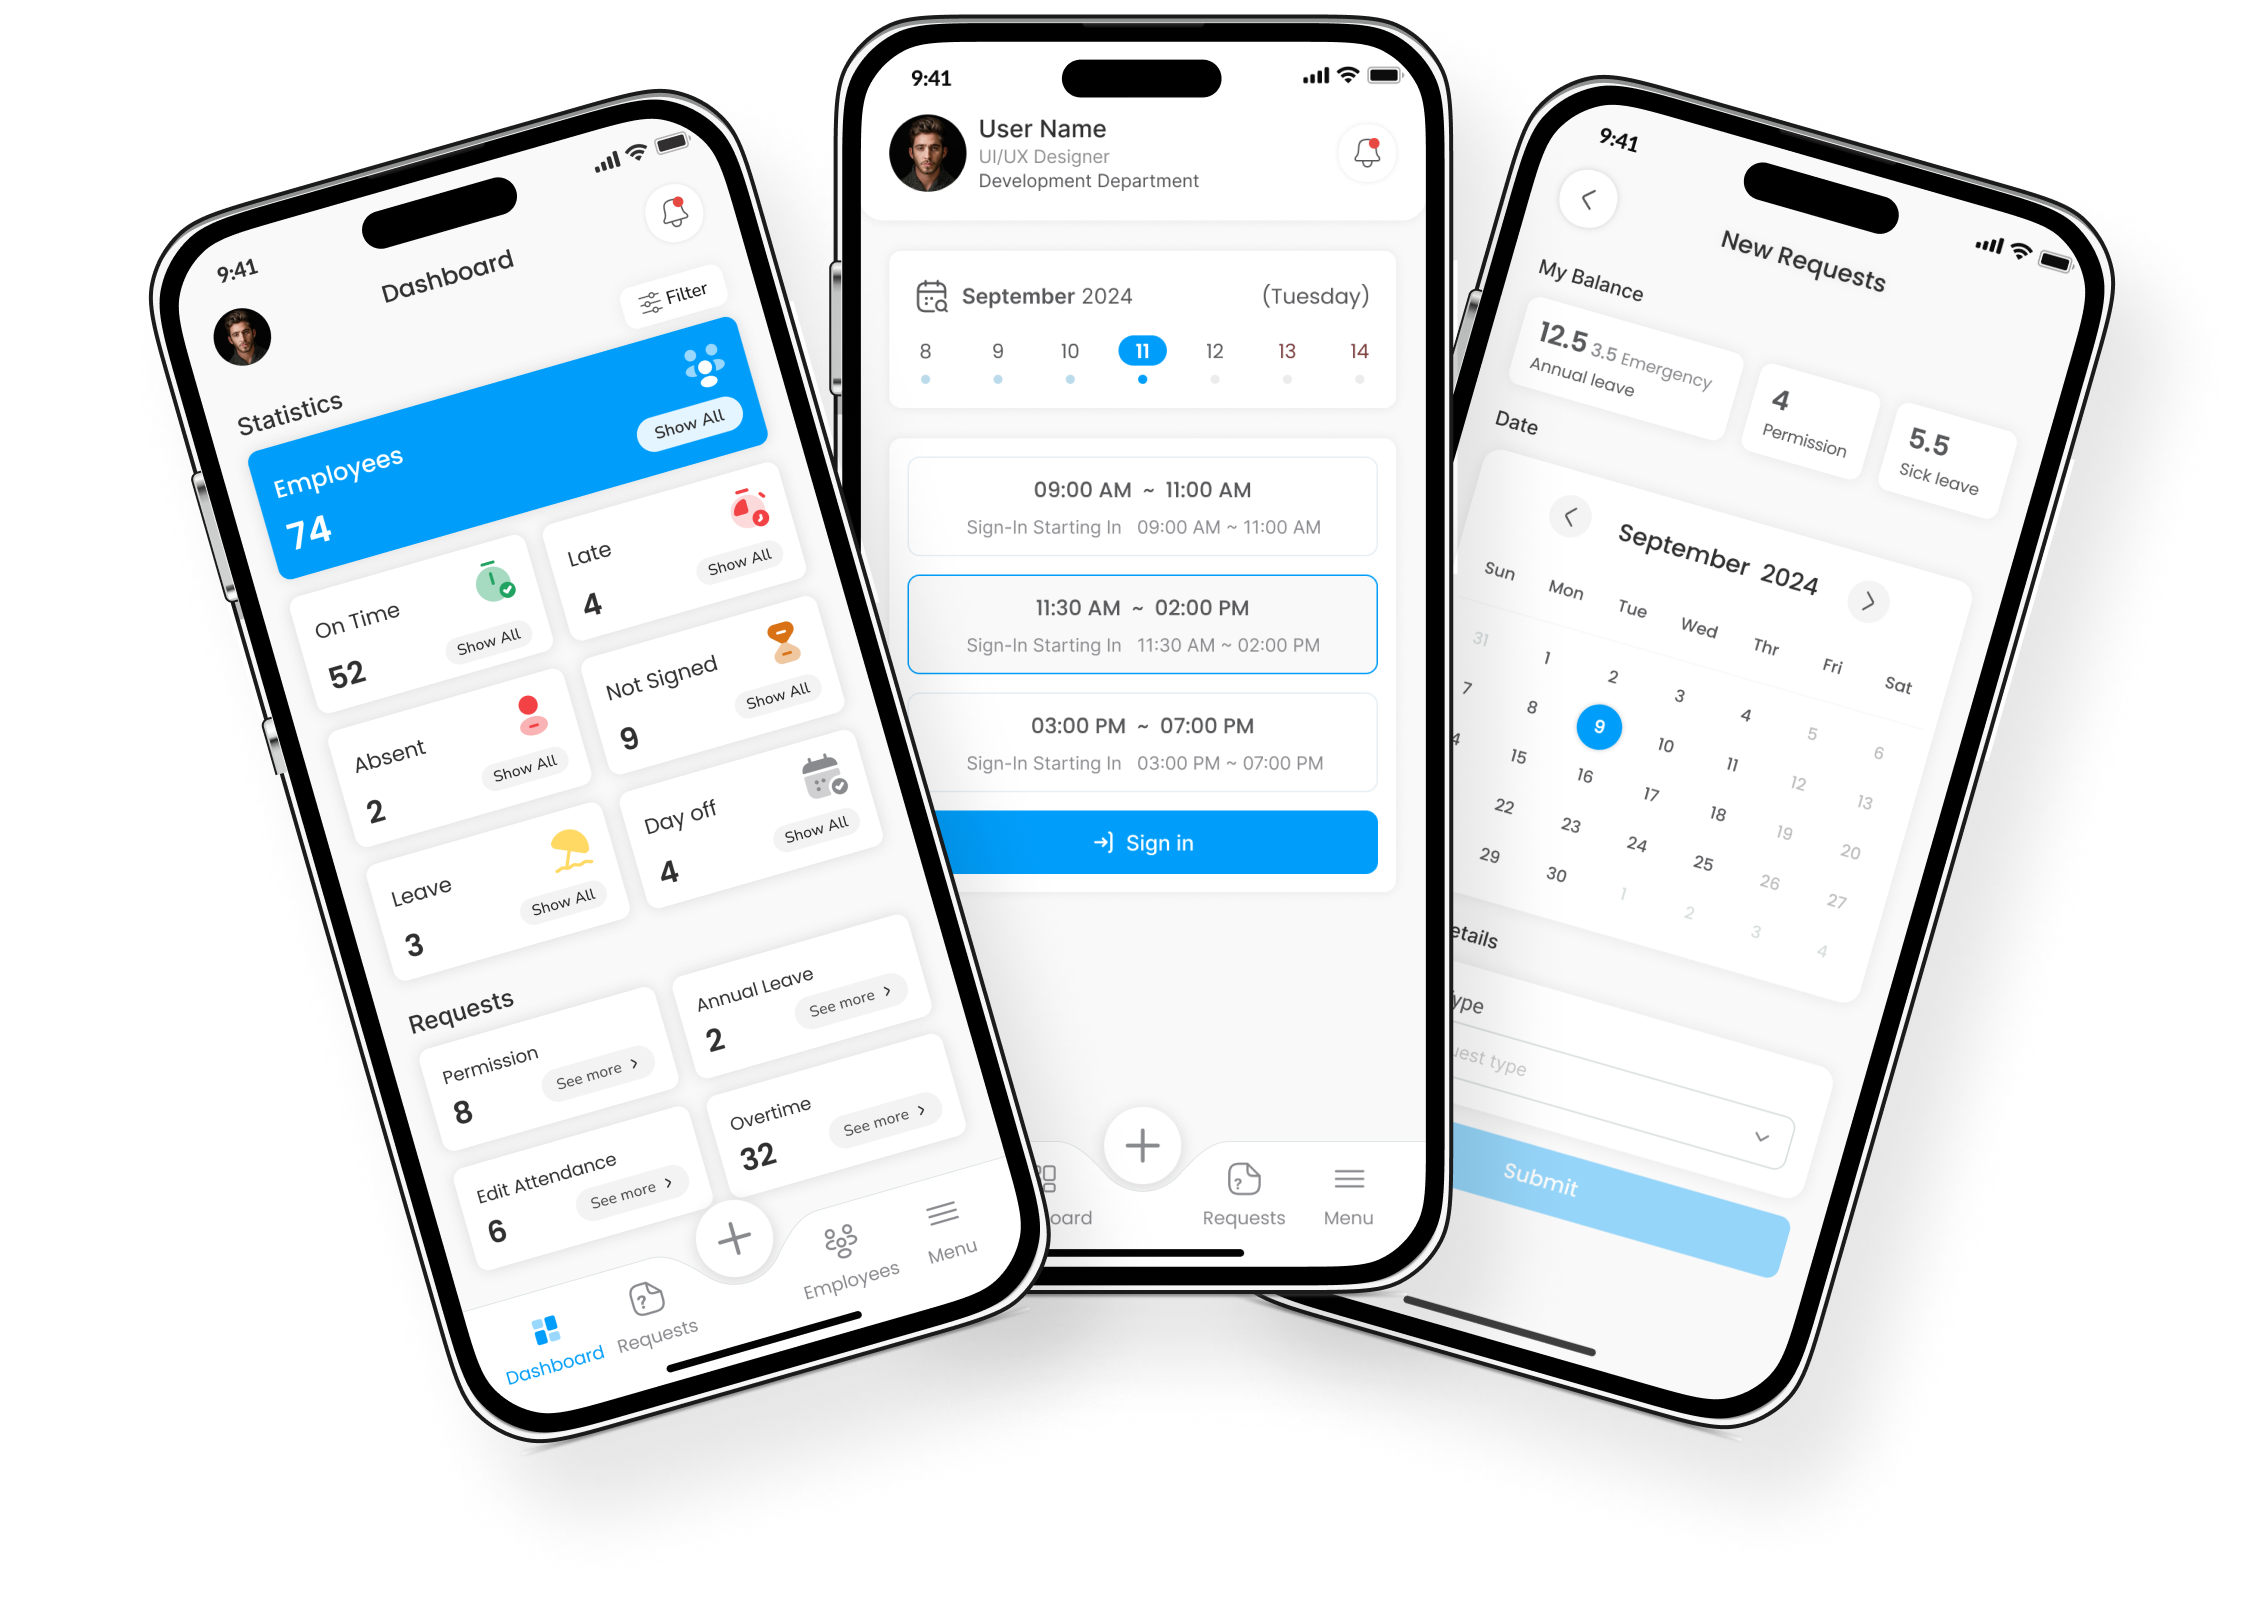 9:41
Dashboard
Filter
Statistics
Employees
74
Show All
On Time
52
Show All
Late
4
Show All
Absent
2
Show All
Not Signed
9
Show All
Leave
3
Show All
Day off
4
Show All
Requests
Permission
8
See more
Annual Leave
2
See more
Edit Attendance
6
See more
Overtime
32
See more
Dashboard
Requests
Employees
Menu
9:41
User Name
UI/UX Designer
Development Department
September 2024 (Tuesday)
8 9 10 11 12 13 14
09:00 AM ~ 11:00 AM
Sign-In Starting In 09:00 AM ~ 11:00 AM
11:30 AM ~ 02:00 PM
Sign-In Starting In 11:30 AM ~ 02:00 PM
03:00 PM ~ 07:00 PM
Sign-In Starting In 03:00 PM ~ 07:00 PM
Sign in
oard
Requests
Menu
9:41
New Requests
My Balance
12.5 3.5 Emergency
Annual leave
4
Permission
5.5
Sick leave
Date
September 2024
Sun Mon Tue Wed Thr Fri Sat
31 1 2 3 4 5 6
7 8 9 10 11 12 13
4 15 16 17 18 19 20
22 23 24 25 26 27
29 30 1 2 3 4
etails
ype
uest type
Submit